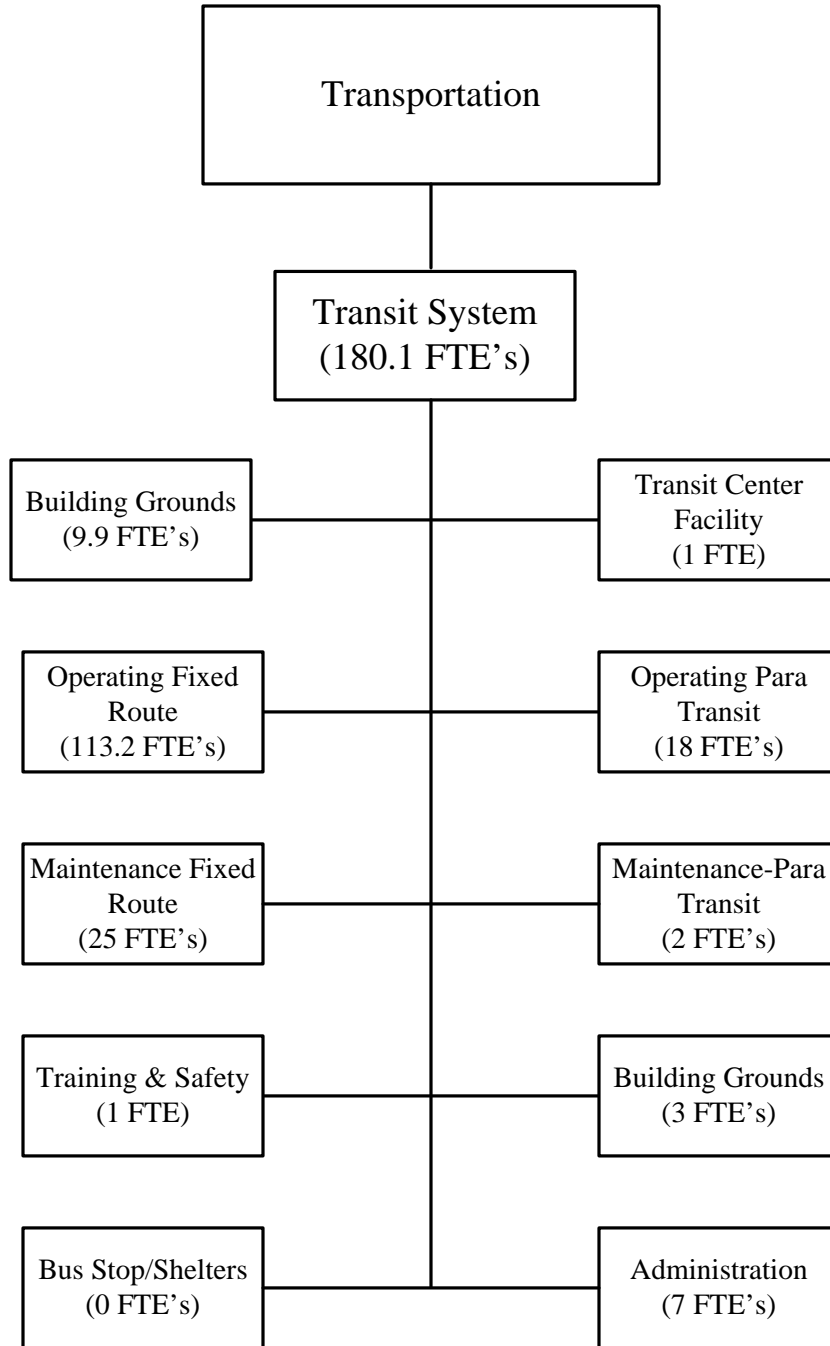 Transportation
Transit System
(180.1 FTE’s)
Building Grounds
(9.9 FTE’s)
Transit Center
Facility
(1 FTE)
Operating Fixed
Route
(113.2 FTE’s)
Operating Para
Transit
(18 FTE’s)
Maintenance Fixed
Route
(25 FTE’s)
Maintenance-Para
Transit
(2 FTE’s)
Training & Safety
(1 FTE)
Building Grounds
(3 FTE’s)
Bus Stop/Shelters
(0 FTE’s)
Administration
(7 FTE’s)